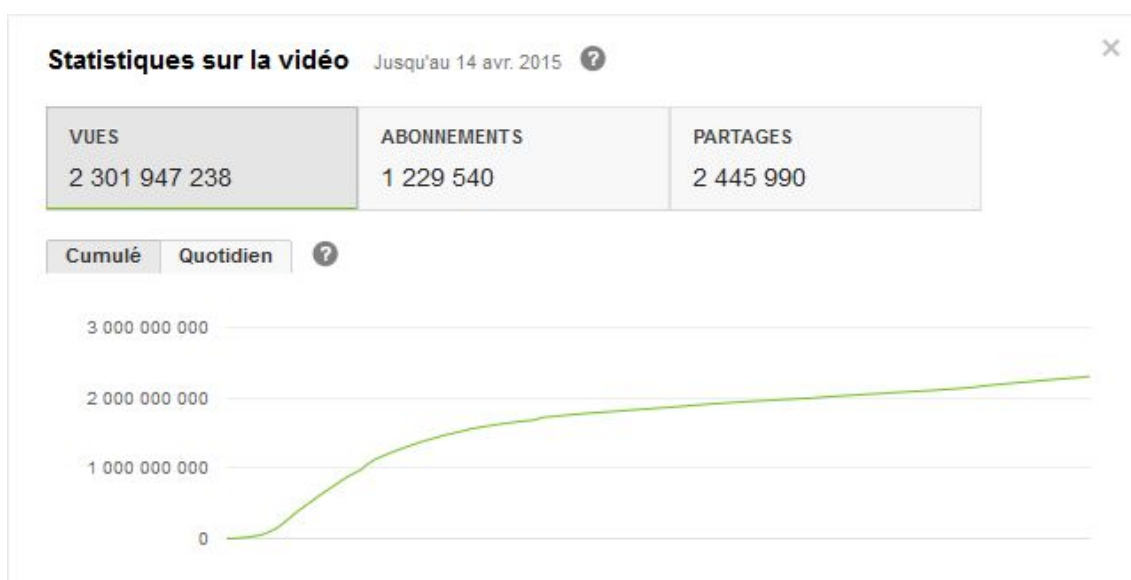 Statistiques sur la vidéo Jusqu'au 14 avr. 2015 ?
VUES ABONNEMENTS PARTAGES
2 301 947 238 1 229 540 2 445 990
Cumulé Quotidien ?
3 000 000 000
2 000 000 000
1 000 000 000
0